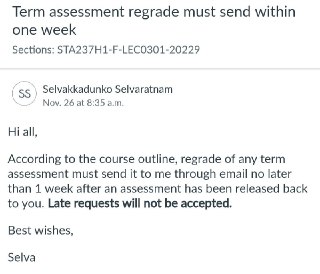 Term assessment regrade must send within
one week
Sections: STA237H1-F-LEC0301-20229
SS
Selvakkadunko Selvaratnam
Nov. 26 at 8:35 a.m.
Hi all,
According to the course outline, regrade of any term
assessment must send it to me through email no later
than 1 week after an assessment has been released back
to you. Late requests will not be accepted.
Best wishes,
Selva